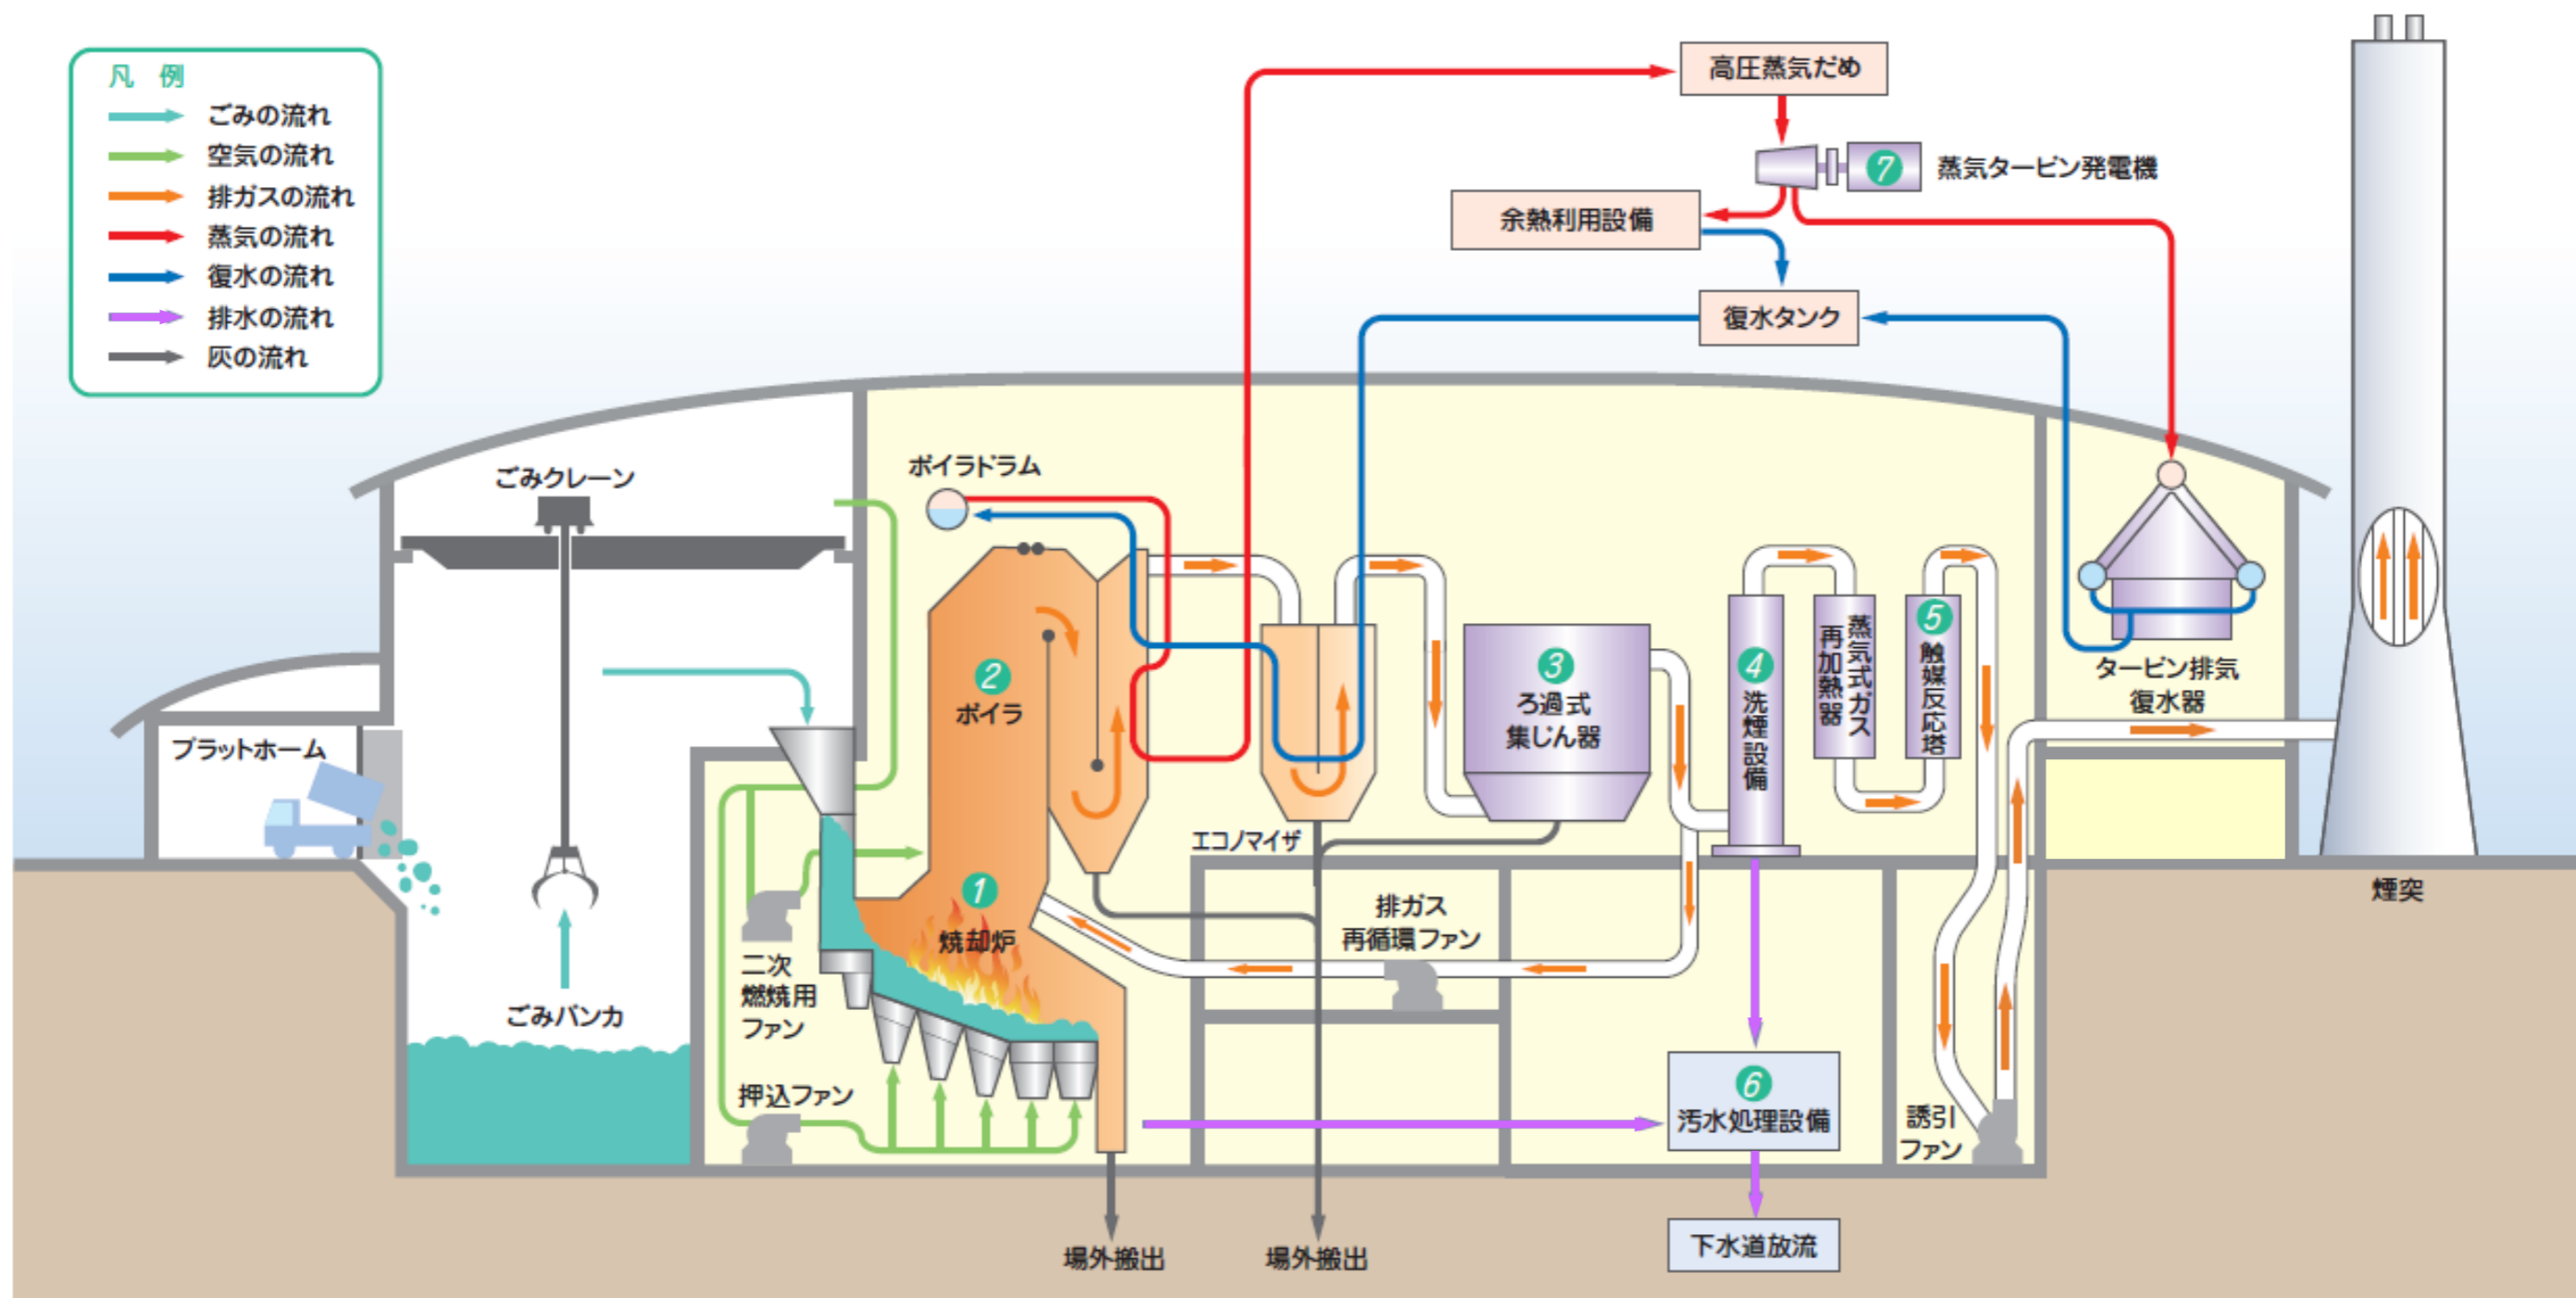 凡 例
ごみの流れ
空気の流れ
排ガスの流れ
蒸気の流れ
復水の流れ
排水の流れ
灰の流れ
高圧蒸気だめ
7
蒸気タービン発電機
余熱利用設備
復水タンク
ごみクレーン
ボイラドラム
プラットホーム
2
ボイラ
3
ろ過式
集じん器
4
洗煙設備
蒸気式ガス
再加熱器
5
触媒反応塔
タービン排気
復水器
エコノマイザ
煙突
1
焼却炉
排ガス
再循環ファン
二次
燃焼用
ファン
ごみバンカ
押込ファン
6
汚水処理設備
誘引
ファン
場外搬出
場外搬出
下水道放流